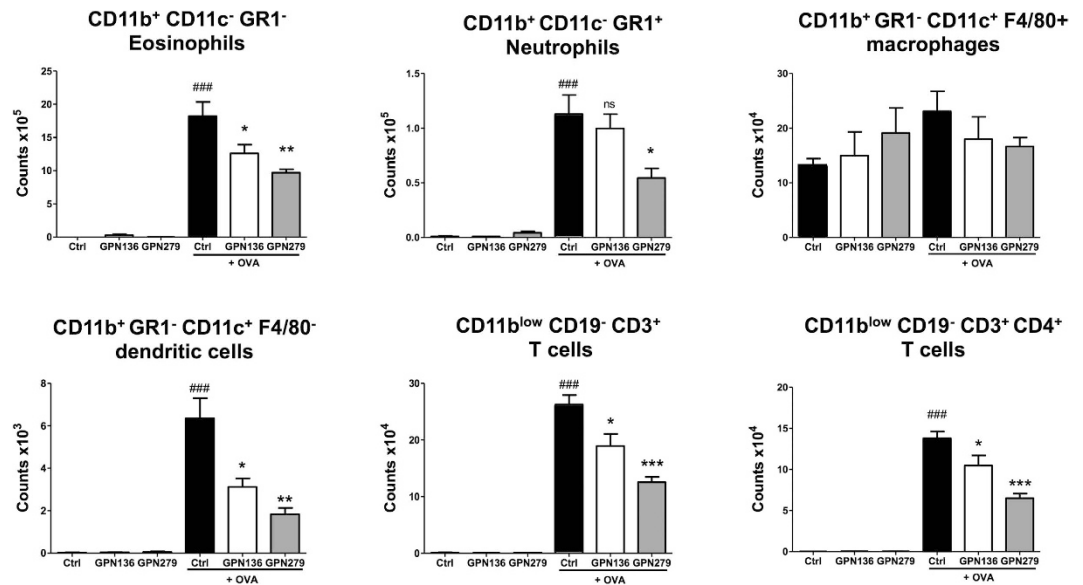 CD11b⁺ CD11c⁻ GR1⁻
Eosinophils
Counts x10⁵
25
20
15
10
5
0
###
*
**
Ctrl GPN136 GPN279 Ctrl GPN136 GPN279
+ OVA
CD11b⁺ CD11c⁻ GR1⁺
Neutrophils
Counts x10⁵
1.5
1.0
0.5
0.0
###
ns
*
Ctrl GPN136 GPN279 Ctrl GPN136 GPN279
+ OVA
CD11b⁺ GR1⁻ CD11c⁺ F4/80+
macrophages
Counts x10⁴
30
20
10
0
Ctrl GPN136 GPN279 Ctrl GPN136 GPN279
+ OVA
CD11b⁺ GR1⁻ CD11c⁺ F4/80⁻
dendritic cells
Counts x10³
8
6
4
2
0
###
*
**
Ctrl GPN136 GPN279 Ctrl GPN136 GPN279
+ OVA
CD11b^low CD19⁻ CD3⁺
T cells
Counts x10⁴
30
20
10
0
###
*
***
Ctrl GPN136 GPN279 Ctrl GPN136 GPN279
+ OVA
CD11b^low CD19⁻ CD3⁺ CD4⁺
T cells
Counts x10⁴
20
15
10
5
0
###
*
***
Ctrl GPN136 GPN279 Ctrl GPN136 GPN279
+ OVA